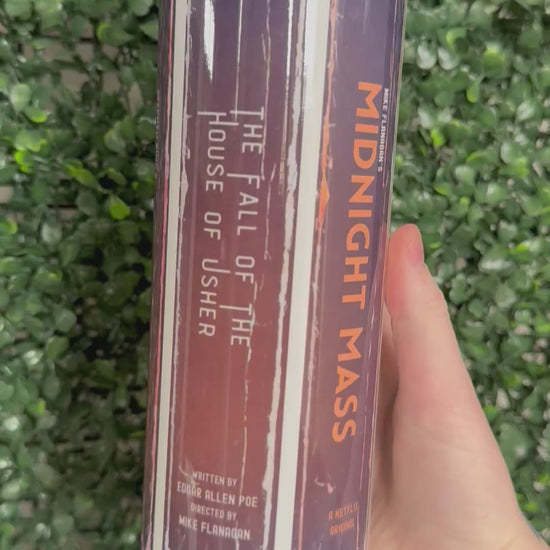 THE FALL OF THE
HOUSE OF USHER
WRITTEN BY
EDGAR ALLEN POE
DIRECTED BY
MIKE FLANAGAN
MIKE FLANAGAN'S
MIDNIGHT MASS
A NETFLIX
ORIGINAL